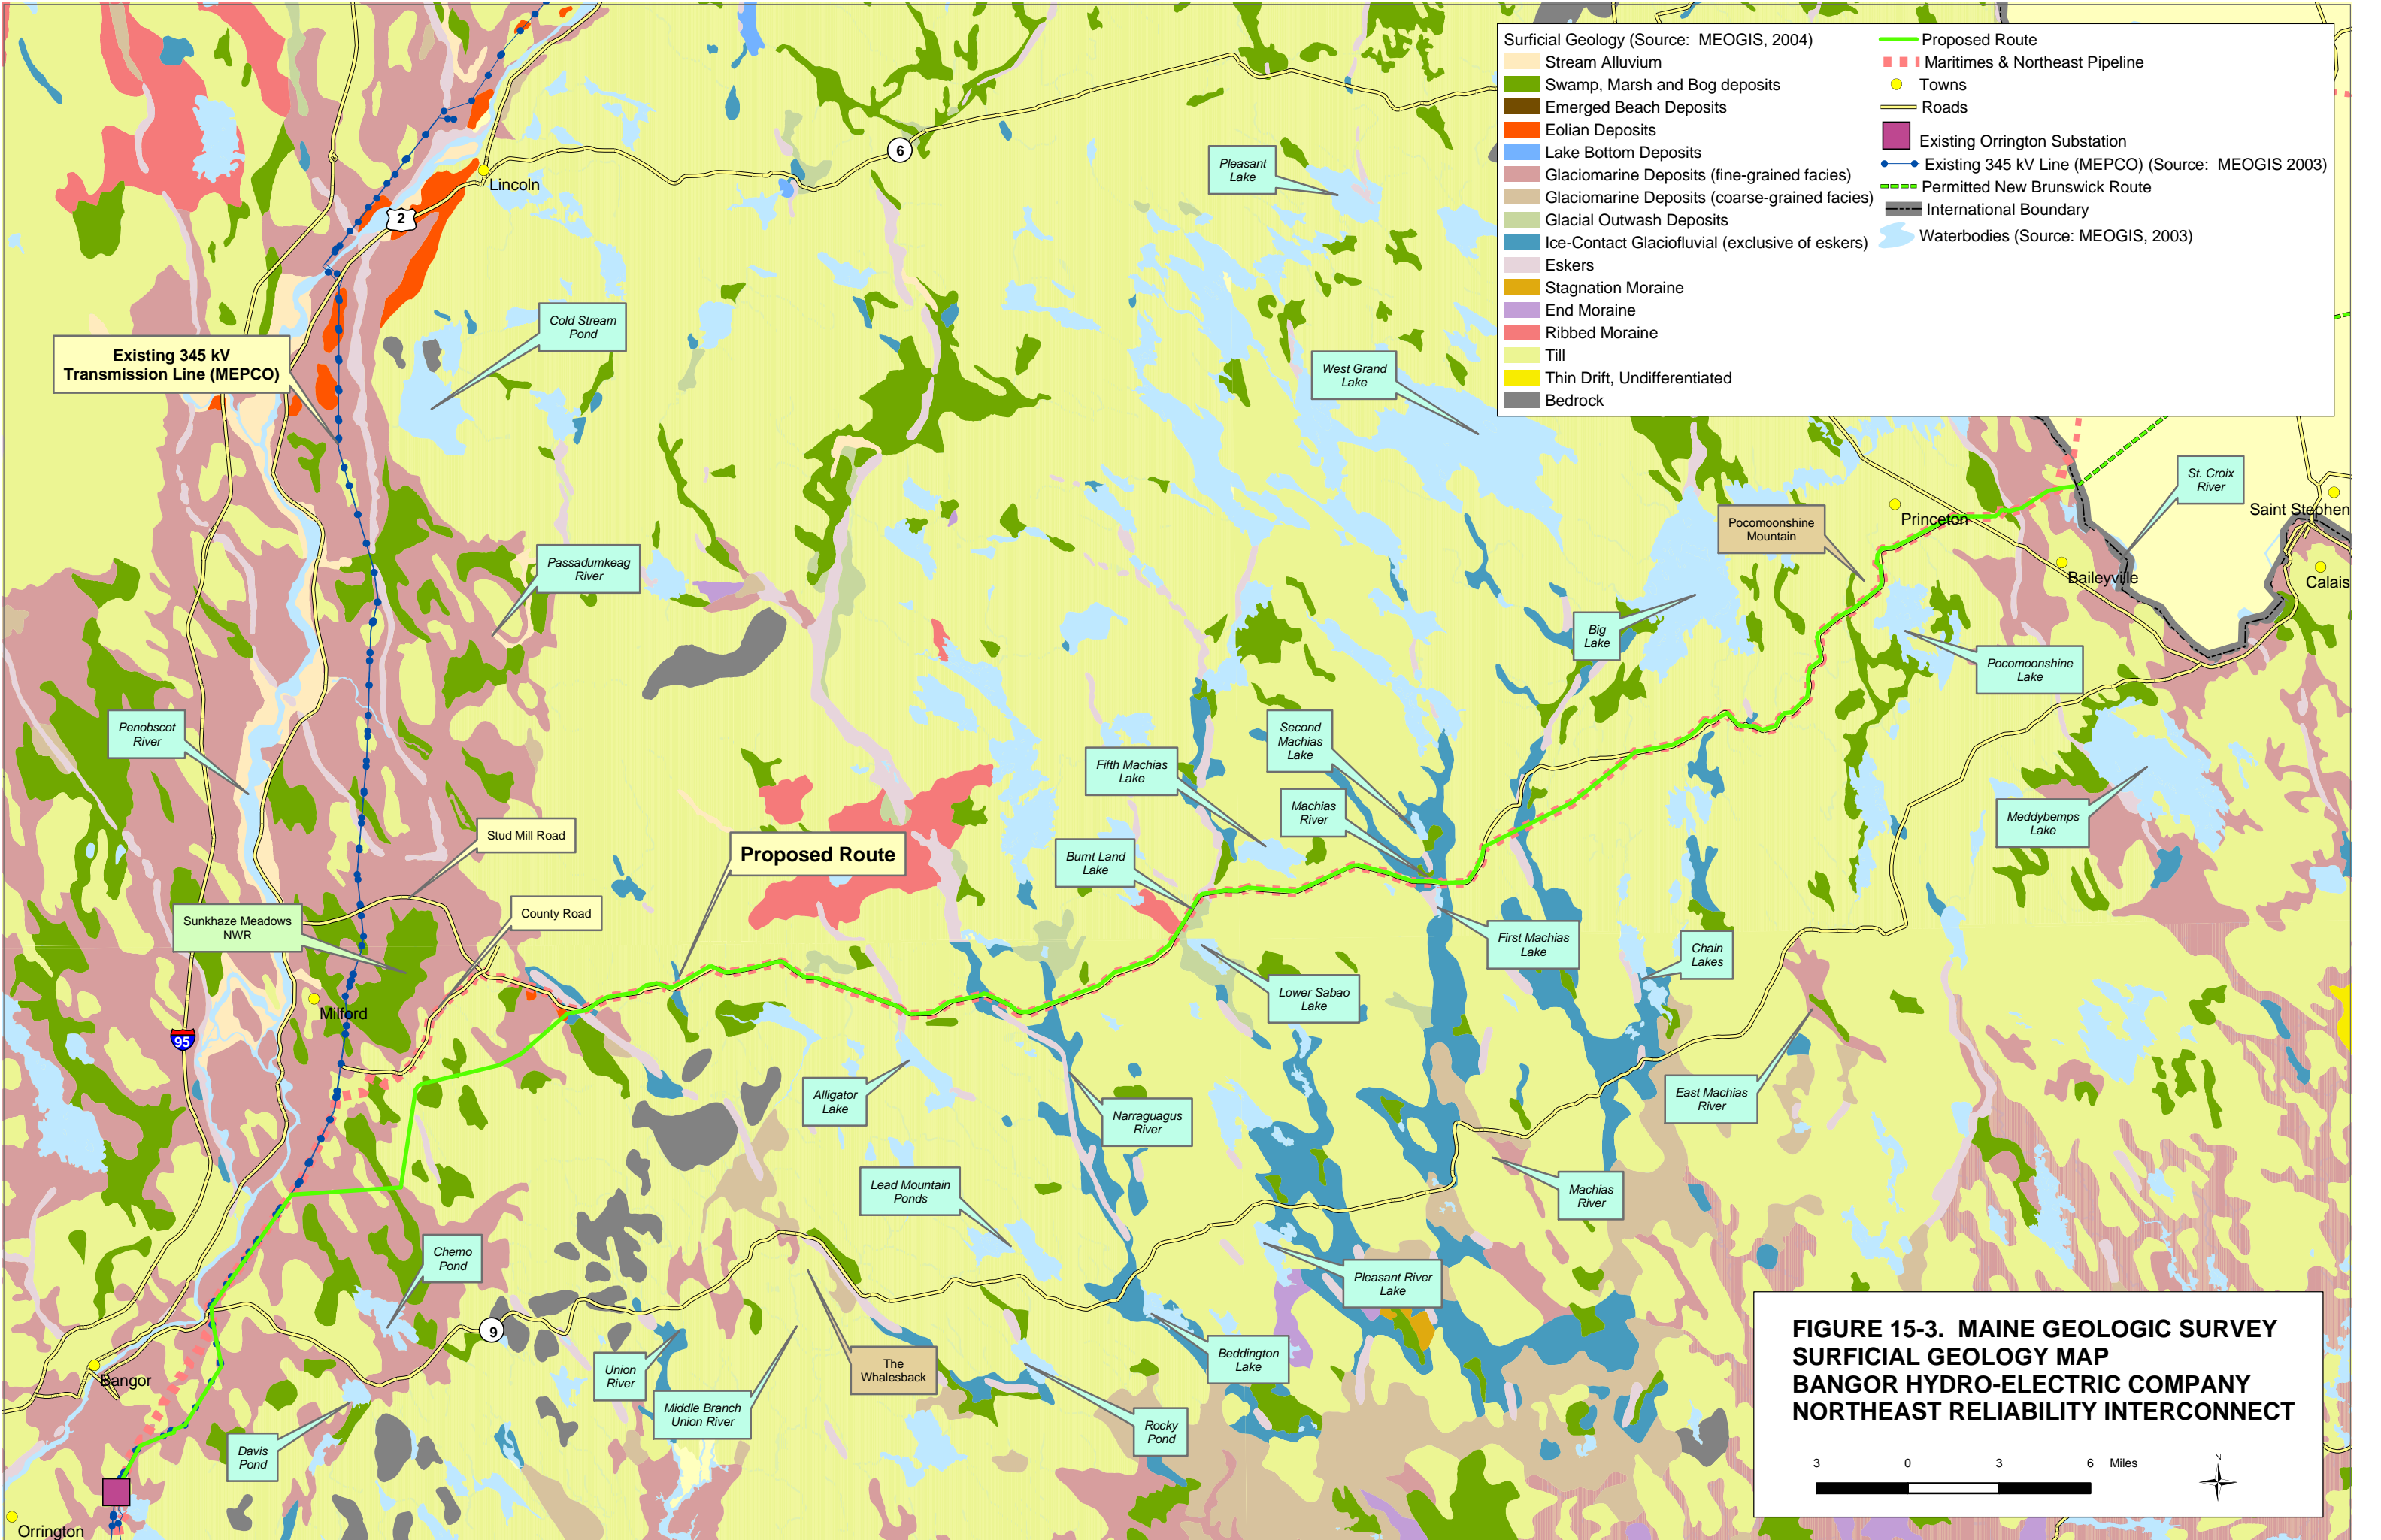 Surficial Geology (Source: MEOGIS, 2004)
Stream Alluvium
Swamp, Marsh and Bog deposits
Emerged Beach Deposits
Eolian Deposits
Lake Bottom Deposits
Glaciomarine Deposits (fine-grained facies)
Glaciomarine Deposits (coarse-grained facies)
Glacial Outwash Deposits
Ice-Contact Glaciofluvial (exclusive of eskers)
Eskers
Stagnation Moraine
End Moraine
Ribbed Moraine
Till
Thin Drift, Undifferentiated
Bedrock
Proposed Route
Maritimes & Northeast Pipeline
Towns
Roads
Existing Orrington Substation
Existing 345 kV Line (MEPCO) (Source: MEOGIS 2003)
Permitted New Brunswick Route
International Boundary
Waterbodies (Source: MEOGIS, 2003)
6
Pleasant
Lake
Lincoln
2
Cold Stream
Pond
Existing 345 kV
Transmission Line (MEPCO)
West Grand
Lake
St. Croix
River
Saint Stephen
Princeton
Pocomoonshine
Mountain
Passadumkeag
River
Baileyville
Calais
Big
Lake
Pocomoonshine
Lake
Penobscot
River
Second
Machias
Lake
Fifth Machias
Lake
Machias
River
Meddybemps
Lake
Stud Mill Road
Proposed Route
Burnt Land
Lake
County Road
Sunkhaze Meadows
NWR
First Machias
Lake
Chain
Lakes
Lower Sabao
Lake
Milford
95
Alligator
Lake
Narraguagus
River
East Machias
River
Lead Mountain
Ponds
Machias
River
Chemo
Pond
Pleasant River
Lake
9
Beddington
Lake
Union
River
The
Whalesback
Bangor
Middle Branch
Union River
Rocky
Pond
Davis
Pond
Orrington
FIGURE 15-3. MAINE GEOLOGIC SURVEY
SURFICIAL GEOLOGY MAP
BANGOR HYDRO-ELECTRIC COMPANY
NORTHEAST RELIABILITY INTERCONNECT
3 0 3 6 Miles
N